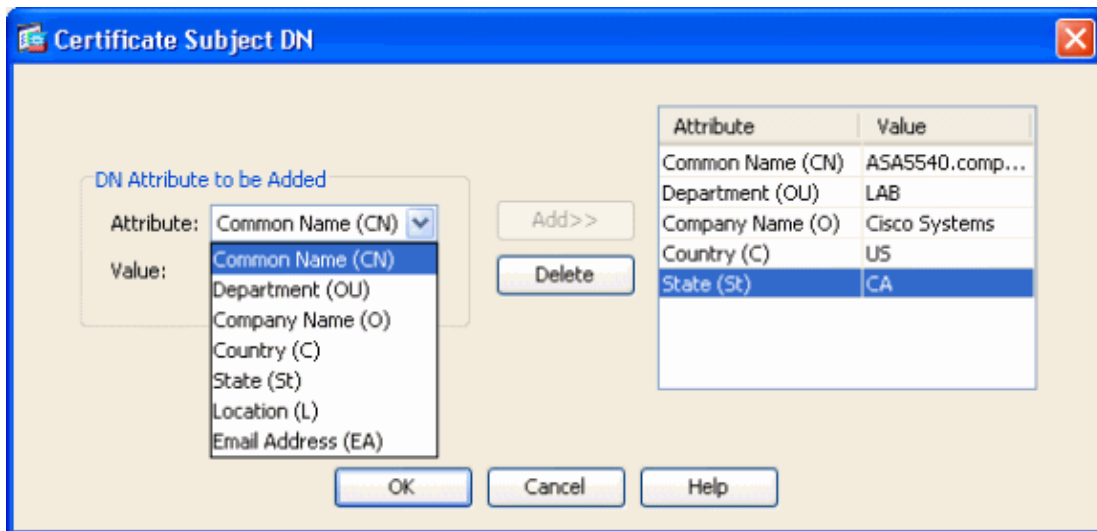 Certificate Subject DN
DN Attribute to be Added
Attribute: Common Name (CN)
Value:
Common Name (CN)
Department (OU)
Company Name (O)
Country (C)
State (St)
Location (L)
Email Address (EA)
Add>>
Delete
Attribute Value
Common Name (CN) ASA5540.comp...
Department (OU) LAB
Company Name (O) Cisco Systems
Country (C) US
State (St) CA
OK Cancel Help